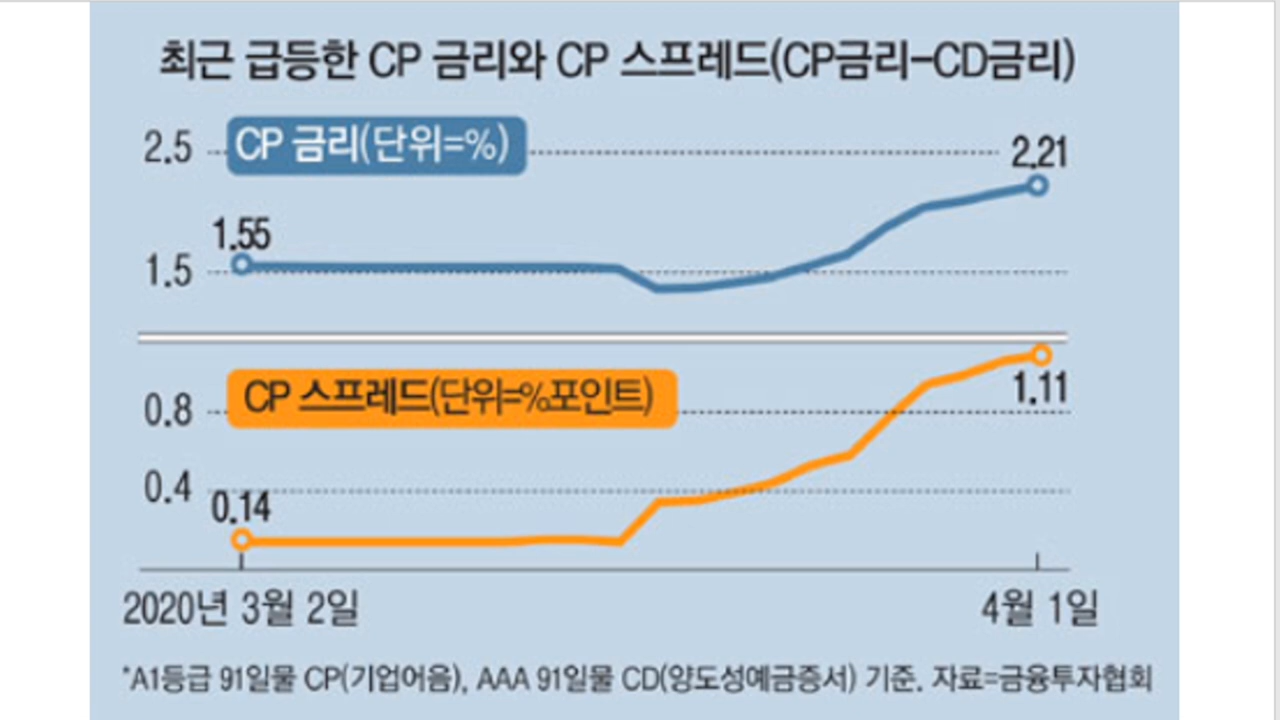 최근 급등한 CP 금리와 CP 스프레드(CP금리-CD금리)
2.5
CP 금리(단위=%)
2.21
1.55
1.5
CP 스프레드(단위=%포인트)
1.11
0.8
0.4
0.14
2020년 3월 2일
4월 1일
*A1등급 91일물 CP(기업어음), AAA 91일물 CD(양도성예금증서) 기준. 자료=금융투자협회